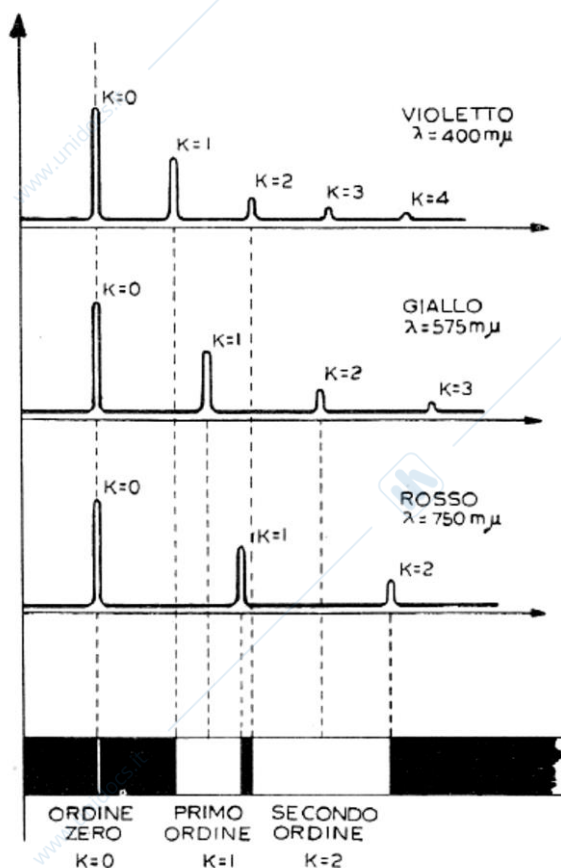 K=0
K=1
K=2
K=3
K=4
VIOLETTO
λ=400 mμ
K=0
K=1
K=2
K=3
GIALLO
λ=575 mμ
K=0
K=1
K=2
ROSSO
λ=750 mμ
ORDINE
ZERO
K=0
PRIMO
ORDINE
K=1
SECONDO
ORDINE
K=2